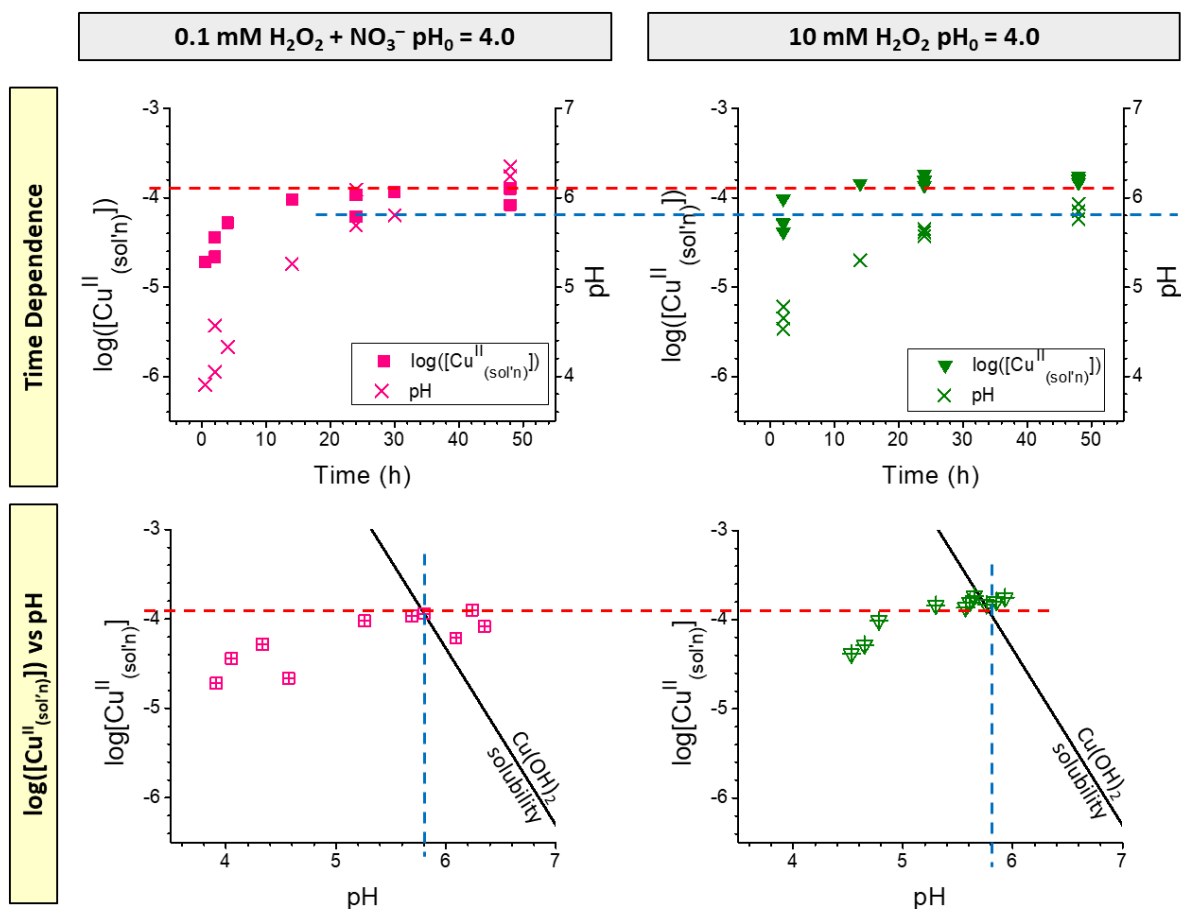 0.1 mM H₂O₂ + NO₃⁻ pH₀ = 4.0
10 mM H₂O₂ pH₀ = 4.0
Time Dependence
log([Cuᴵᴵ(sol'n)])
-3
-4
-5
-6
7
6
5
4
pH
log([Cuᴵᴵ(sol'n)])
pH
0 10 20 30 40 50
Time (h)
log([Cuᴵᴵ(sol'n)])
-3
-4
-5
-6
7
6
5
4
pH
log([Cuᴵᴵ(sol'n)])
pH
0 10 20 30 40 50
Time (h)
log([Cuᴵᴵ(sol'n)]) vs pH
log[Cuᴵᴵ(sol'n)]
-3
-4
-5
-6
Cu(OH)₂
solubility
4 5 6 7
pH
log[Cuᴵᴵ(sol'n)]
-3
-4
-5
-6
Cu(OH)₂
solubility
4 5 6 7
pH